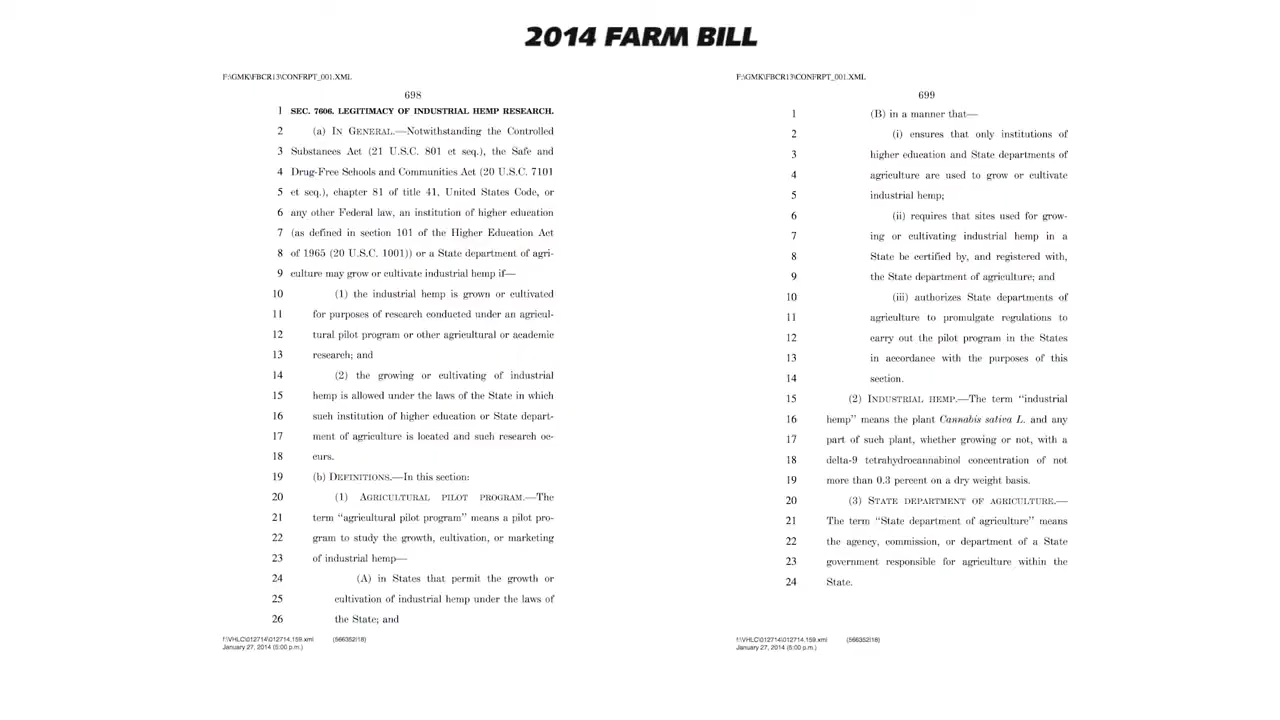 2014 FARM BILL
F:\GMK\FBCR13\CONFRPT_001.XML
698
1 SEC. 7606. LEGITIMACY OF INDUSTRIAL HEMP RESEARCH.
2 (a) IN GENERAL.—Notwithstanding the Controlled
3 Substances Act (21 U.S.C. 801 et seq.), the Safe and
4 Drug-Free Schools and Communities Act (20 U.S.C. 7101
5 et seq.), chapter 81 of title 41, United States Code, or
6 any other Federal law, an institution of higher education
7 (as defined in section 101 of the Higher Education Act
8 of 1965 (20 U.S.C. 1001)) or a State department of agri-
9 culture may grow or cultivate industrial hemp if—
10 (1) the industrial hemp is grown or cultivated
11 for purposes of research conducted under an agricul-
12 tural pilot program or other agricultural or academic
13 research; and
14 (2) the growing or cultivating of industrial
15 hemp is allowed under the laws of the State in which
16 such institution of higher education or State depart-
17 ment of agriculture is located and such research oc-
18 curs.
19 (b) DEFINITIONS.—In this section:
20 (1) AGRICULTURAL PILOT PROGRAM.—The
21 term "agricultural pilot program" means a pilot pro-
22 gram to study the growth, cultivation, or marketing
23 of industrial hemp—
24 (A) in States that permit the growth or
25 cultivation of industrial hemp under the laws of
26 the State; and
f:\VHLC\012714\012714.159.xml (566352|18)
January 27, 2014 (5:00 p.m.)
F:\GMK\FBCR13\CONFRPT_001.XML
699
1 (B) in a manner that—
2 (i) ensures that only institutions of
3 higher education and State departments of
4 agriculture are used to grow or cultivate
5 industrial hemp;
6 (ii) requires that sites used for grow-
7 ing or cultivating industrial hemp in a
8 State be certified by, and registered with,
9 the State department of agriculture; and
10 (iii) authorizes State departments of
11 agriculture to promulgate regulations to
12 carry out the pilot program in the States
13 in accordance with the purposes of this
14 section.
15 (2) INDUSTRIAL HEMP.—The term "industrial
16 hemp" means the plant Cannabis sativa L. and any
17 part of such plant, whether growing or not, with a
18 delta-9 tetrahydrocannabinol concentration of not
19 more than 0.3 percent on a dry weight basis.
20 (3) STATE DEPARTMENT OF AGRICULTURE.—
21 The term "State department of agriculture" means
22 the agency, commission, or department of a State
23 government responsible for agriculture within the
24 State.
f:\VHLC\012714\012714.159.xml (566352|18)
January 27, 2014 (5:00 p.m.)